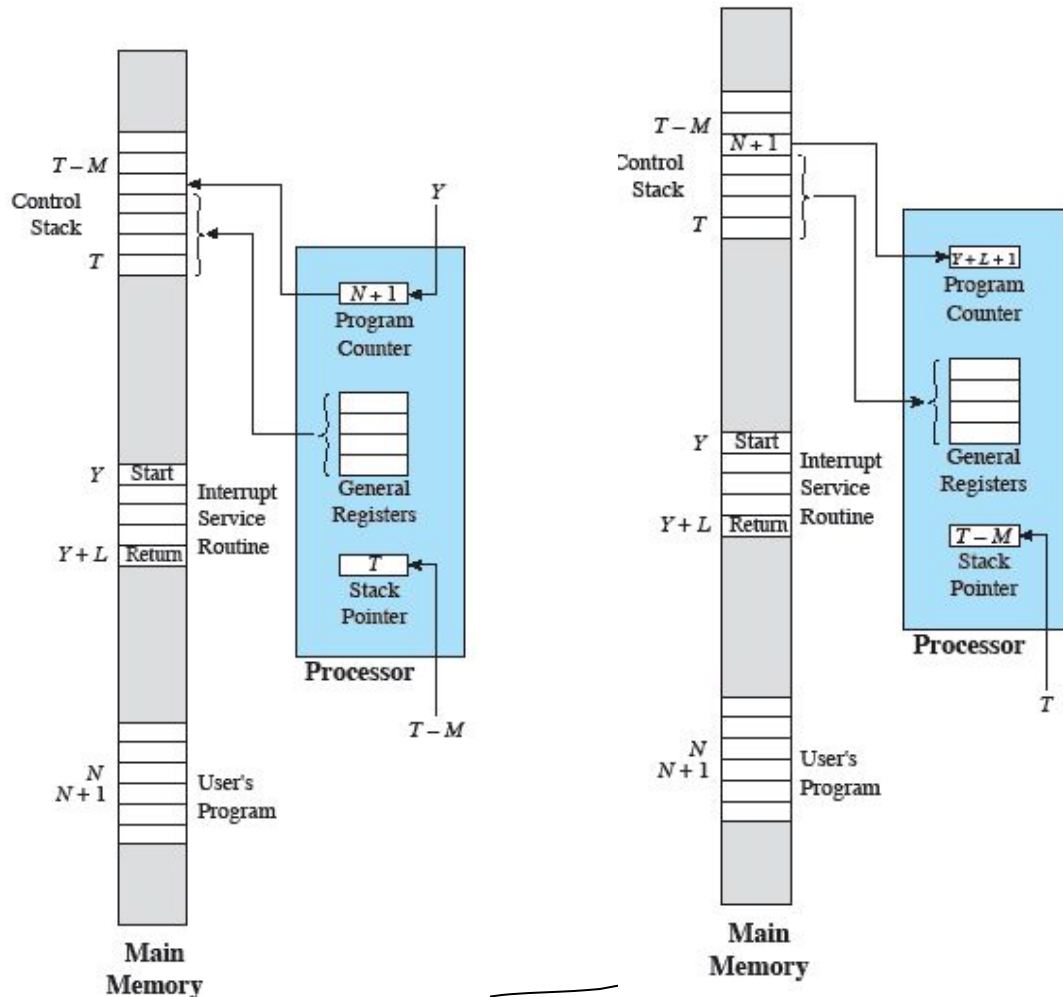 T – M
Control
Stack
T
Y
N + 1
Program
Counter
General
Registers
T
Stack
Pointer
Processor
T – M
Y
Start
Interrupt
Service
Routine
Y + L
Return
N
N + 1
User's
Program
Main
Memory
T – M
N + 1
Control
Stack
T
Y + L + 1
Program
Counter
General
Registers
T – M
Stack
Pointer
Processor
T
Y
Start
Interrupt
Service
Routine
Y + L
Return
N
N + 1
User's
Program
Main
Memory